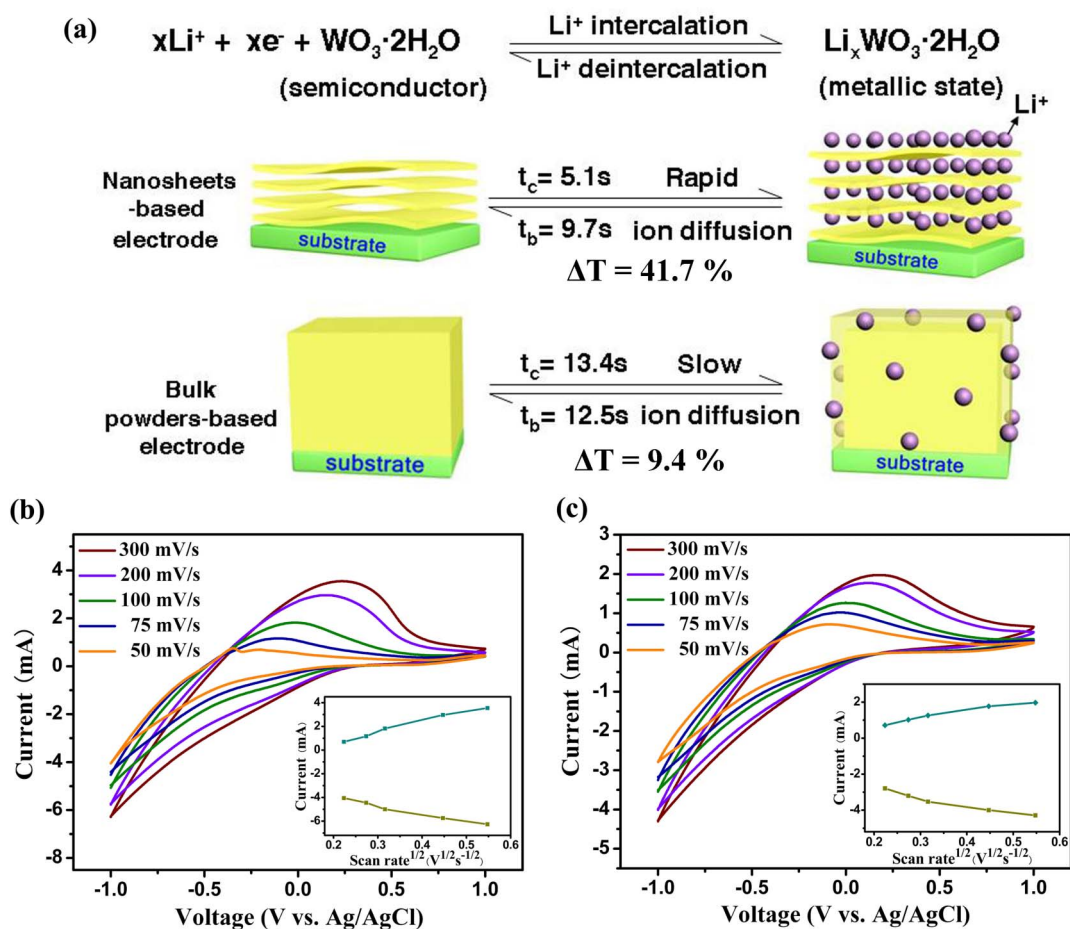 (a)
xLi⁺ + xe⁻ + WO₃·2H₂O
Li⁺ intercalation
Li⁺ deintercalation
LiₓWO₃·2H₂O
(semiconductor)
(metallic state)
Li⁺
Nanosheets
-based
electrode
substrate
t_c= 5.1s Rapid
t_b= 9.7s ion diffusion
ΔT = 41.7 %
substrate
Bulk
powders-based
electrode
substrate
t_c= 13.4s Slow
t_b= 12.5s ion diffusion
ΔT = 9.4 %
substrate
(b)
300 mV/s
200 mV/s
100 mV/s
75 mV/s
50 mV/s
Current (mA)
4
2
0
-2
-4
-6
-8
-1.0 -0.5 0.0 0.5 1.0
Voltage (V vs. Ag/AgCl)
Current (mA)
4
0
-4
-6
0.2 0.3 0.4 0.5 0.6
Scan rate^1/2 (V^1/2 s^-1/2)
(c)
300 mV/s
200 mV/s
100 mV/s
75 mV/s
50 mV/s
Current (mA)
3
2
1
0
-1
-2
-3
-4
-5
-1.0 -0.5 0.0 0.5 1.0
Voltage (V vs. Ag/AgCl)
Current (mA)
2
0
-2
-4
0.2 0.3 0.4 0.5 0.6
Scan rate^1/2 (V^1/2 s^-1/2)